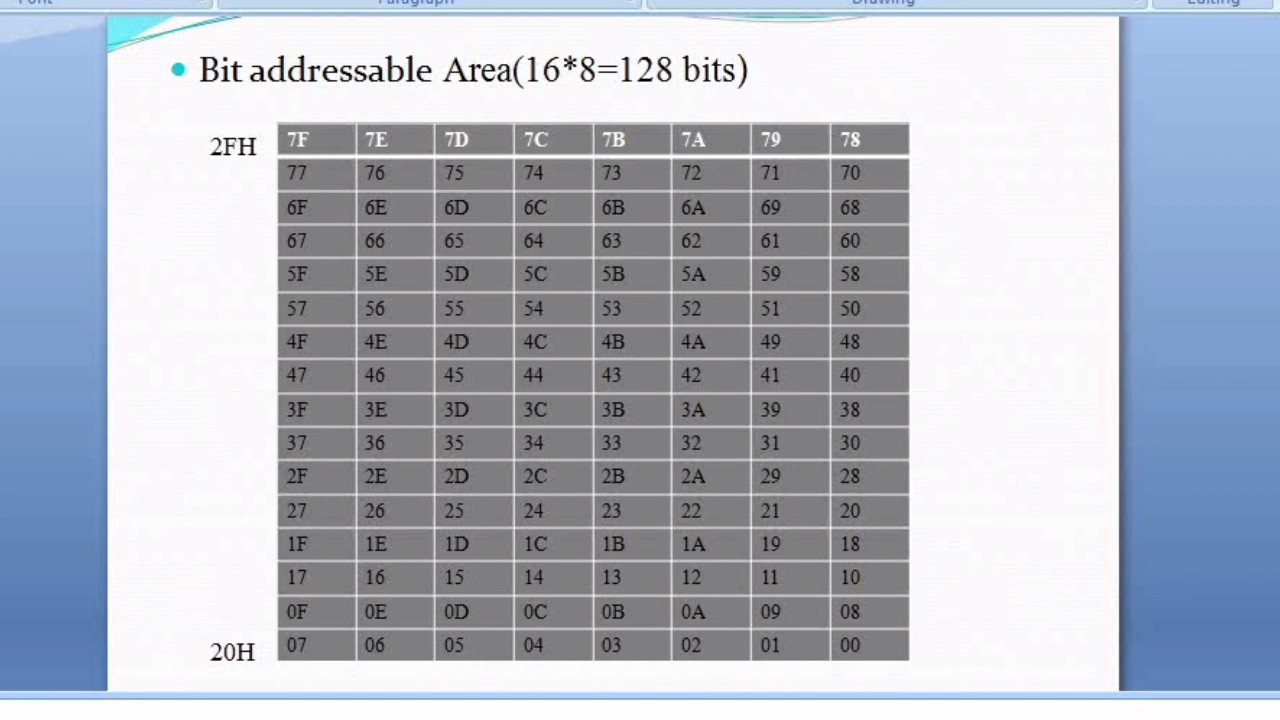 Font Paragraph Drawing Editing
• Bit addressable Area(16*8=128 bits)
2FH 7F 7E 7D 7C 7B 7A 79 78
77 76 75 74 73 72 71 70
6F 6E 6D 6C 6B 6A 69 68
67 66 65 64 63 62 61 60
5F 5E 5D 5C 5B 5A 59 58
57 56 55 54 53 52 51 50
4F 4E 4D 4C 4B 4A 49 48
47 46 45 44 43 42 41 40
3F 3E 3D 3C 3B 3A 39 38
37 36 35 34 33 32 31 30
2F 2E 2D 2C 2B 2A 29 28
27 26 25 24 23 22 21 20
1F 1E 1D 1C 1B 1A 19 18
17 16 15 14 13 12 11 10
0F 0E 0D 0C 0B 0A 09 08
20H 07 06 05 04 03 02 01 00